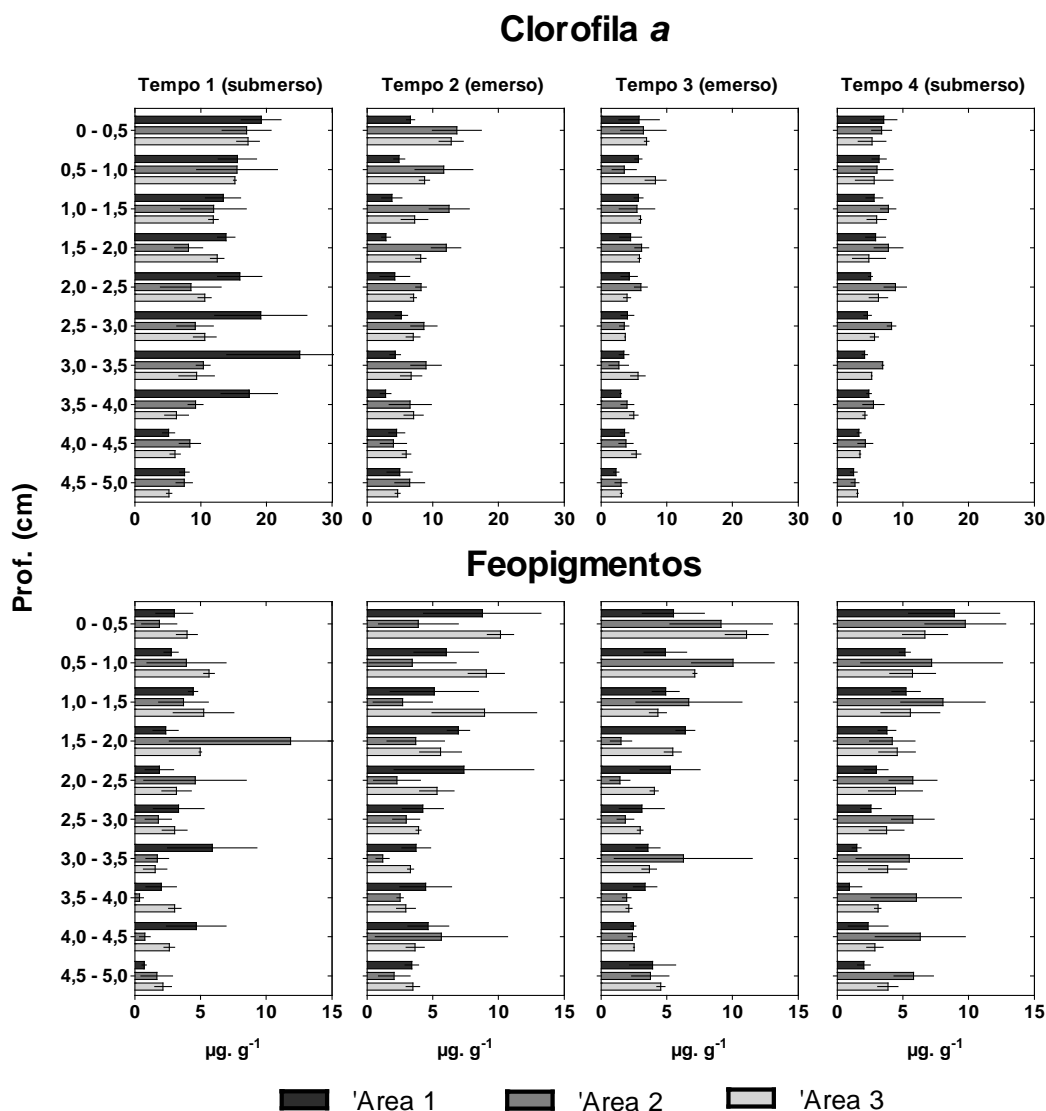 Clorofila a
Tempo 1 (submerso) Tempo 2 (emerso) Tempo 3 (emerso) Tempo 4 (submerso)
0 - 0,5
0,5 - 1,0
1,0 - 1,5
1,5 - 2,0
2,0 - 2,5
2,5 - 3,0
3,0 - 3,5
3,5 - 4,0
4,0 - 4,5
4,5 - 5,0
0 10 20 30 0 10 20 30 0 10 20 30 0 10 20 30
Prof. (cm)
Feopigmentos
0 - 0,5
0,5 - 1,0
1,0 - 1,5
1,5 - 2,0
2,0 - 2,5
2,5 - 3,0
3,0 - 3,5
3,5 - 4,0
4,0 - 4,5
4,5 - 5,0
0 5 10 15 0 5 10 15 0 5 10 15 0 5 10 15
µg. g⁻¹ µg. g⁻¹ µg. g⁻¹ µg. g⁻¹
'Area 1 'Area 2 'Area 3